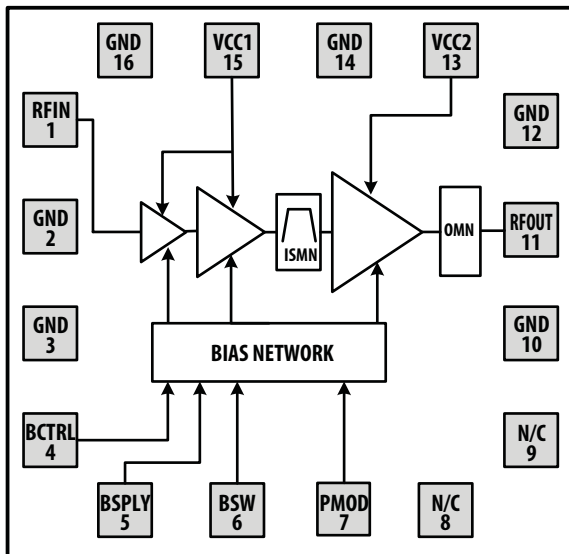 GND
16
VCC1
15
GND
14
VCC2
13
RFIN
1
GND
12
GND
2
ISMN
OMN
RFOUT
11
GND
3
BIAS NETWORK
GND
10
BCTRL
4
N/C
9
BSPLY
5
BSW
6
PMOD
7
N/C
8